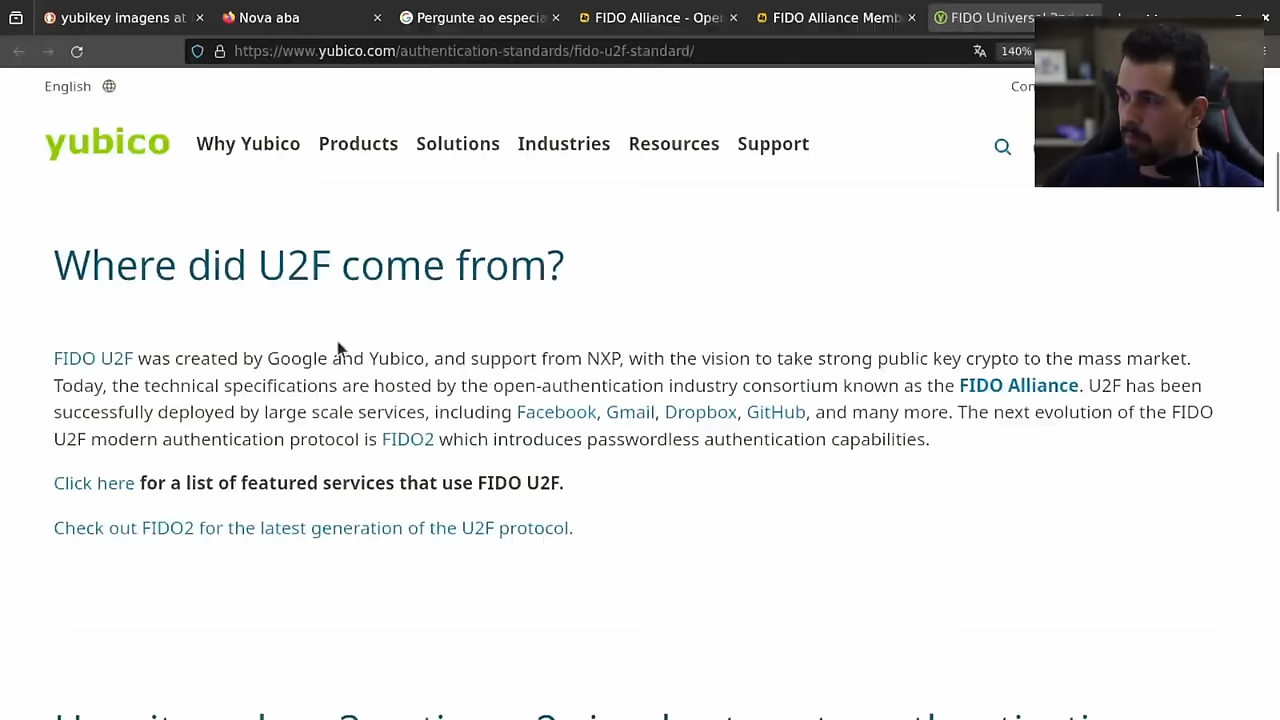 yubikey imagens at
Nova aba
Pergunte ao especia
FIDO Alliance - Ope
FIDO Alliance Memb
FIDO Universal 2nd
https://www.yubico.com/authentication-standards/fido-u2f-standard/
140%
English
Con
yubico
Why Yubico
Products
Solutions
Industries
Resources
Support
Where did U2F come from?
FIDO U2F was created by Google and Yubico, and support from NXP, with the vision to take strong public key crypto to the mass market.
Today, the technical specifications are hosted by the open-authentication industry consortium known as the FIDO Alliance. U2F has been
successfully deployed by large scale services, including Facebook, Gmail, Dropbox, GitHub, and many more. The next evolution of the FIDO
U2F modern authentication protocol is FIDO2 which introduces passwordless authentication capabilities.
Click here for a list of featured services that use FIDO U2F.
Check out FIDO2 for the latest generation of the U2F protocol.